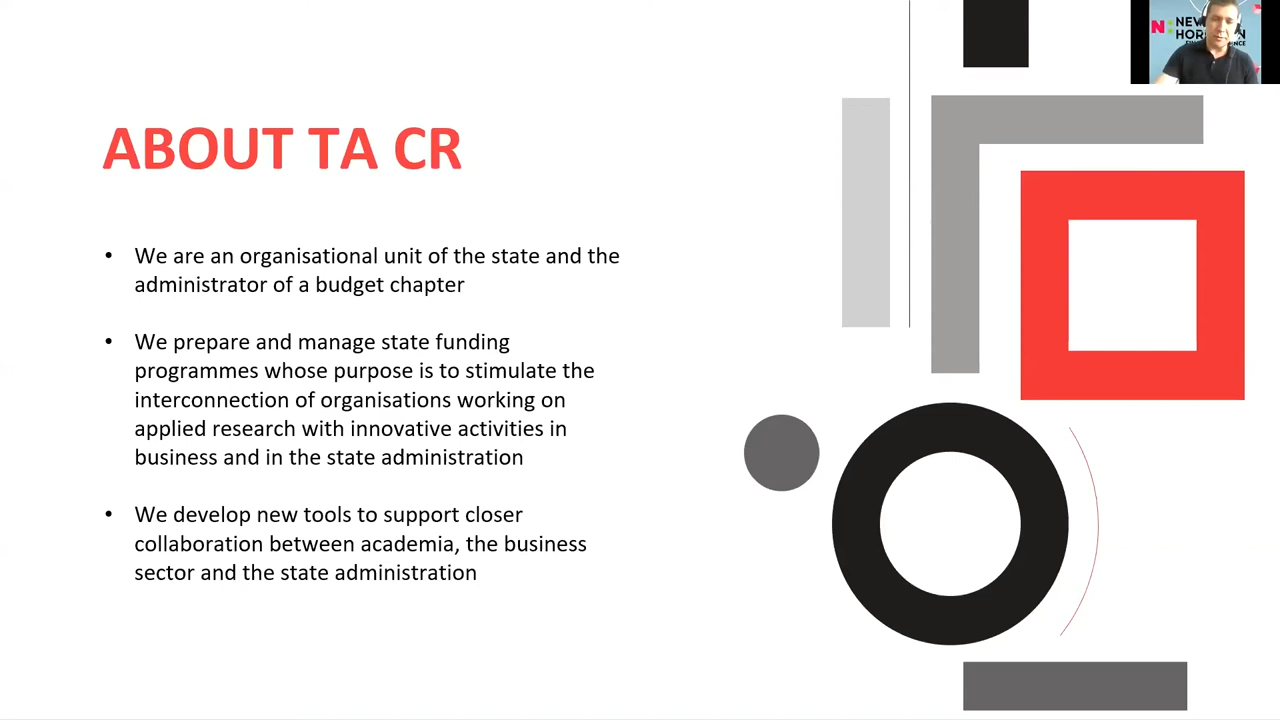 ABOUT TA CR
• We are an organisational unit of the state and the
administrator of a budget chapter
• We prepare and manage state funding
programmes whose purpose is to stimulate the
interconnection of organisations working on
applied research with innovative activities in
business and in the state administration
• We develop new tools to support closer
collaboration between academia, the business
sector and the state administration